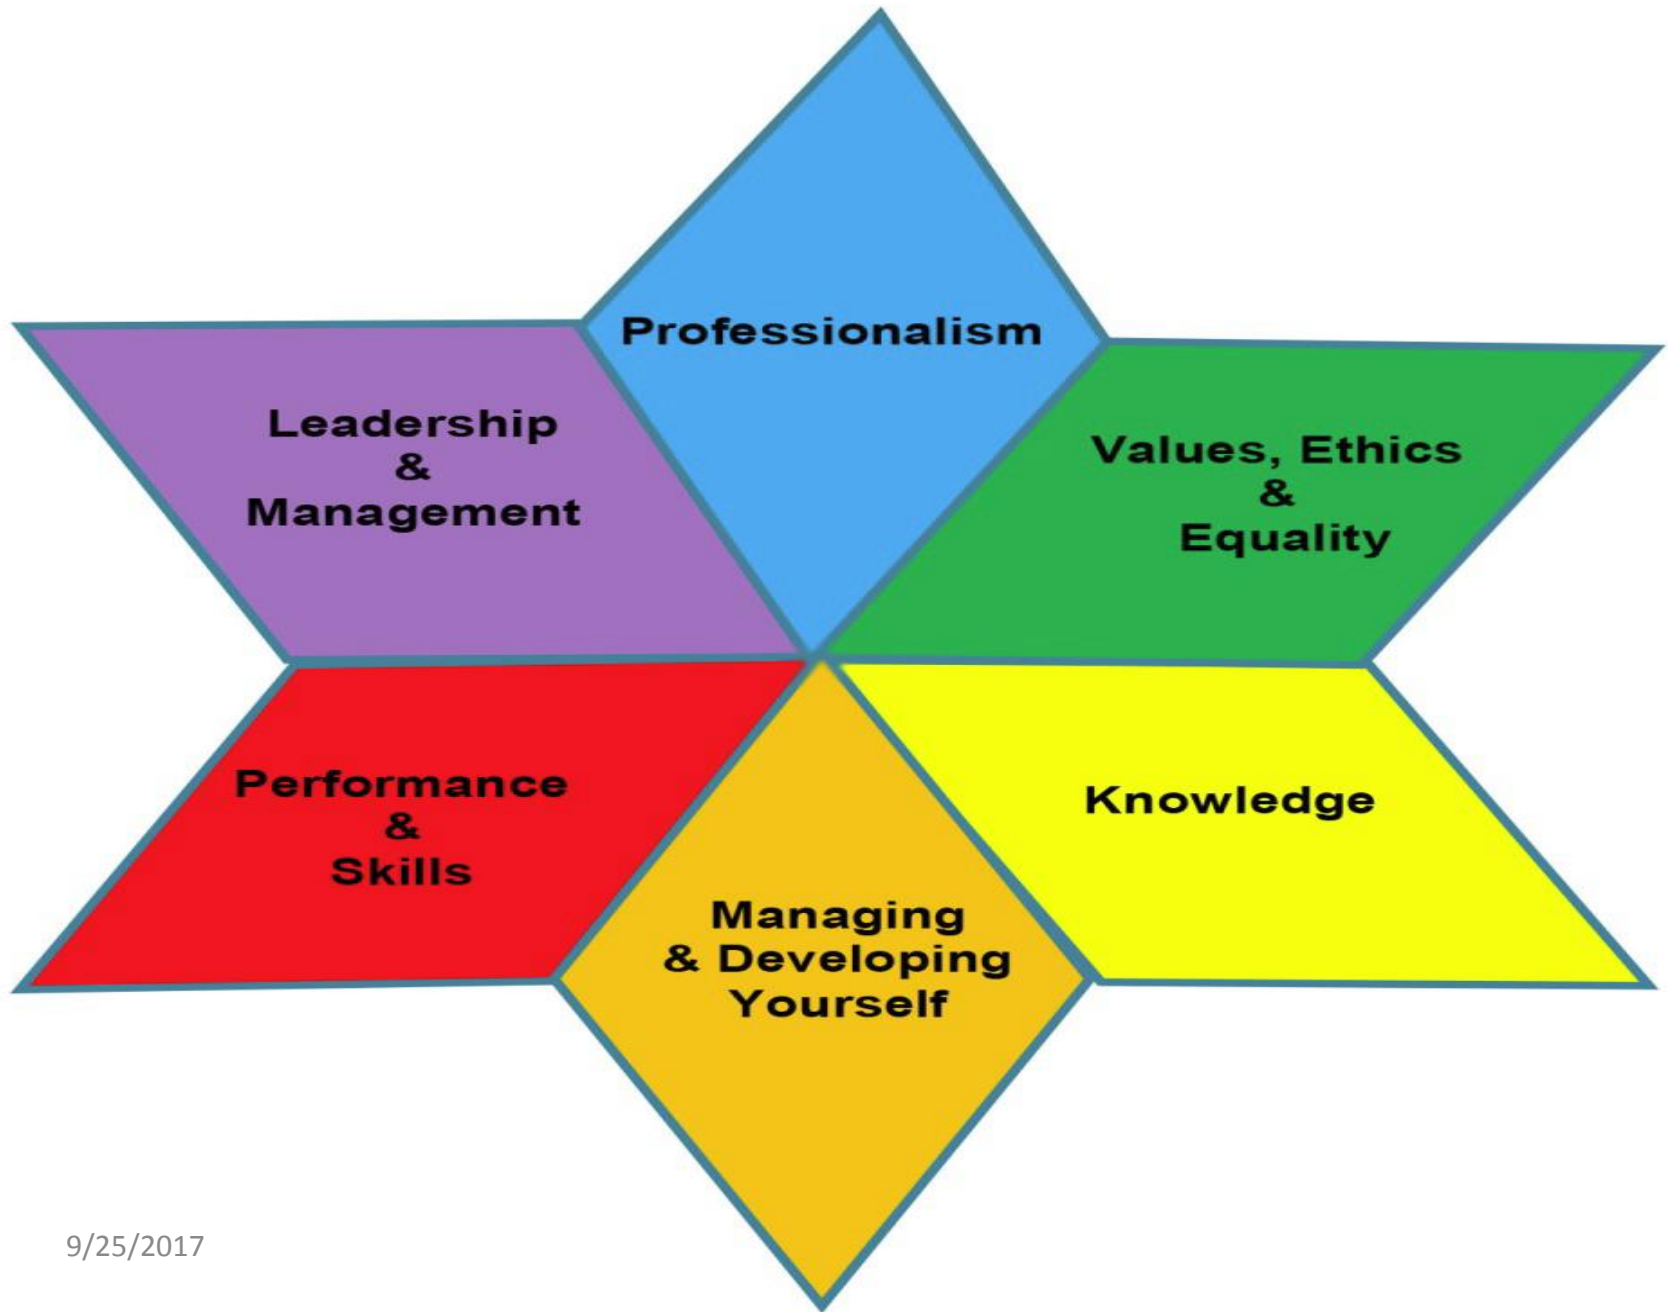 Professionalism
Leadership
&
Management
Values, Ethics
&
Equality
Performance
&
Skills
Knowledge
Managing
& Developing
Yourself
9/25/2017